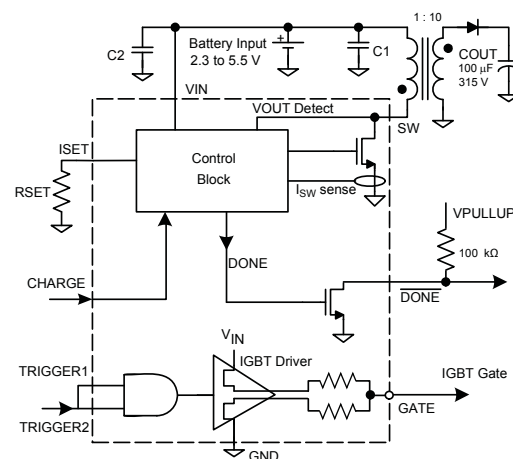 1 : 10
C2
Battery Input
2.3 to 5.5 V
+
C1
COUT
100 μF
315 V
+
VIN
VOUT Detect
SW
ISET
Control
Block
RSET
ISW sense
VPULLUP
100 kΩ
DONE
DONE
CHARGE
VIN
IGBT Driver
TRIGGER1
TRIGGER2
IGBT Gate
GATE
GND